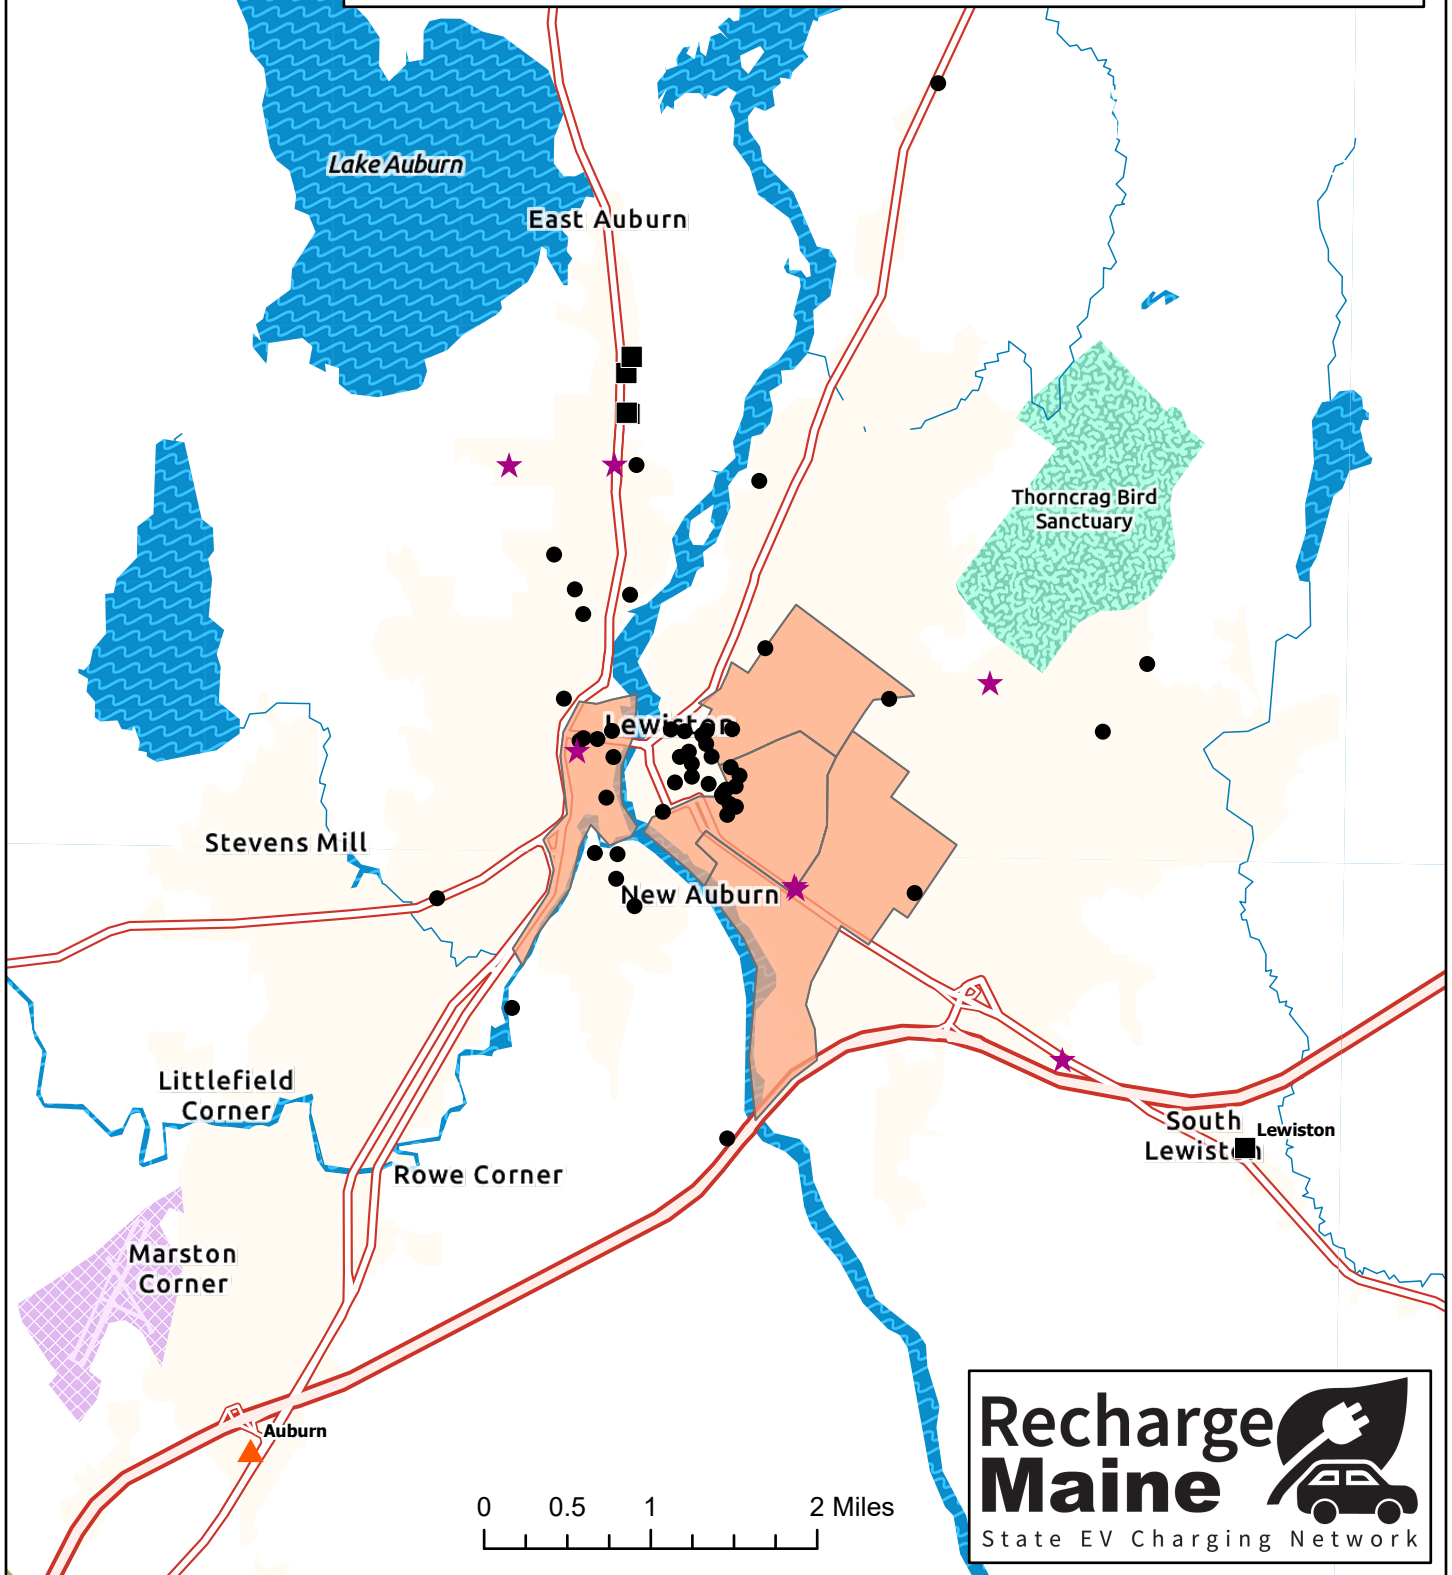 Lake Auburn
East Auburn
Thorncrag Bird
Sanctuary
Lewiston
Stevens Mill
New Auburn
Littlefield
Corner
South
Lewiston
Lewiston
Rowe Corner
Marston
Corner
Auburn
0 0.5 1 2 Miles
Recharge
Maine
State EV Charging Network